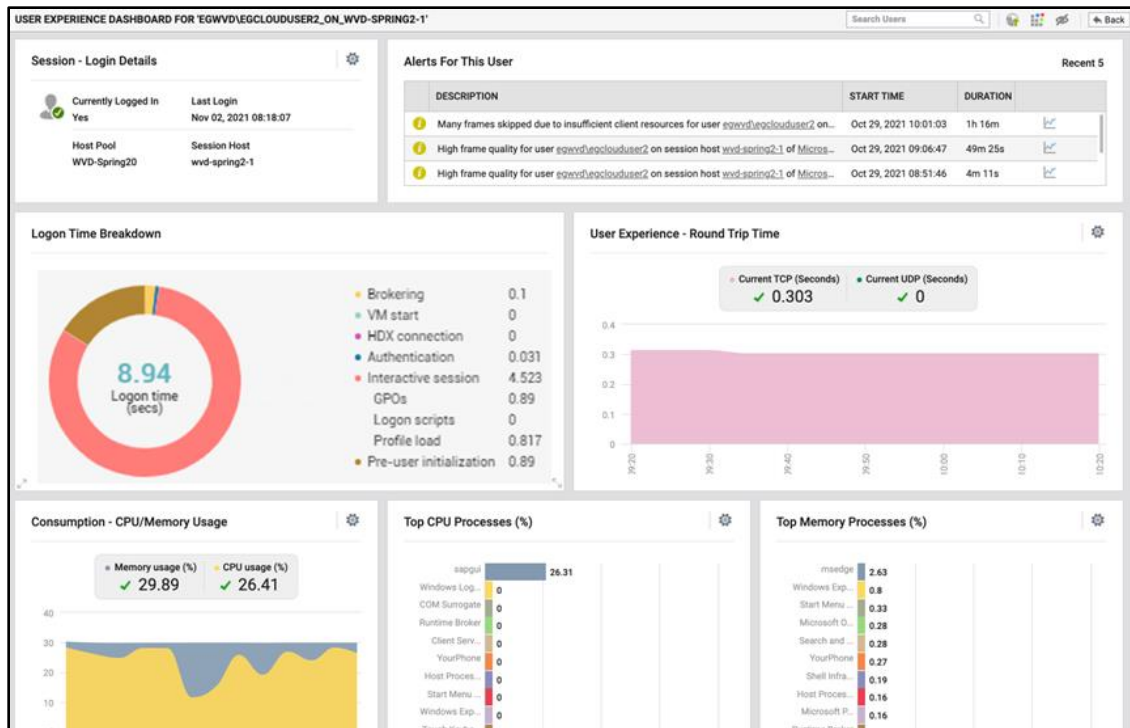 USER EXPERIENCE DASHBOARD FOR 'EGWVD\EGCLOUDUSER2_ON_WVD-SPRING2-1'
Search Users
Back
Session - Login Details
Currently Logged In
Yes
Last Login
Nov 02, 2021 08:18:07
Host Pool
WVD-Spring20
Session Host
wvd-spring2-1
Alerts For This User
Recent 5
DESCRIPTION START TIME DURATION
Many frames skipped due to insufficient client resources for user egwvd\egclouduser2 on... Oct 29, 2021 10:01:03 1h 16m
High frame quality for user egwvd\egclouduser2 on session host wvd-spring2-1 of Micros... Oct 29, 2021 09:06:47 49m 25s
High frame quality for user egwvd\egclouduser2 on session host wvd-spring2-1 of Micros... Oct 29, 2021 08:51:46 4m 11s
Logon Time Breakdown
8.94
Logon time
(secs)
Brokering 0.1
VM start 0
HDX connection 0
Authentication 0.031
Interactive session 4.523
GPOs 0.89
Logon scripts 0
Profile load 0.817
Pre-user initialization 0.89
User Experience - Round Trip Time
Current TCP (Seconds)
0.303
Current UDP (Seconds)
0
0.4
0.3
0.2
0.1
0
09:20
09:30
09:40
09:50
10:00
10:10
10:20
Consumption - CPU/Memory Usage
Memory usage (%)
29.89
CPU usage (%)
26.41
40
30
20
10
Top CPU Processes (%)
sapgui 26.31
Windows Log... 0
COM Surrogate 0
Runtime Broker 0
Client Serv... 0
YourPhone 0
Host Proces... 0
Start Menu ... 0
Windows Exp... 0
Top Memory Processes (%)
msedge 2.63
Windows Exp... 0.8
Start Menu ... 0.33
Microsoft O... 0.28
Search and ... 0.28
YourPhone 0.27
Shell Infra... 0.19
Host Proces... 0.16
Microsoft P... 0.16
Runtime Broker